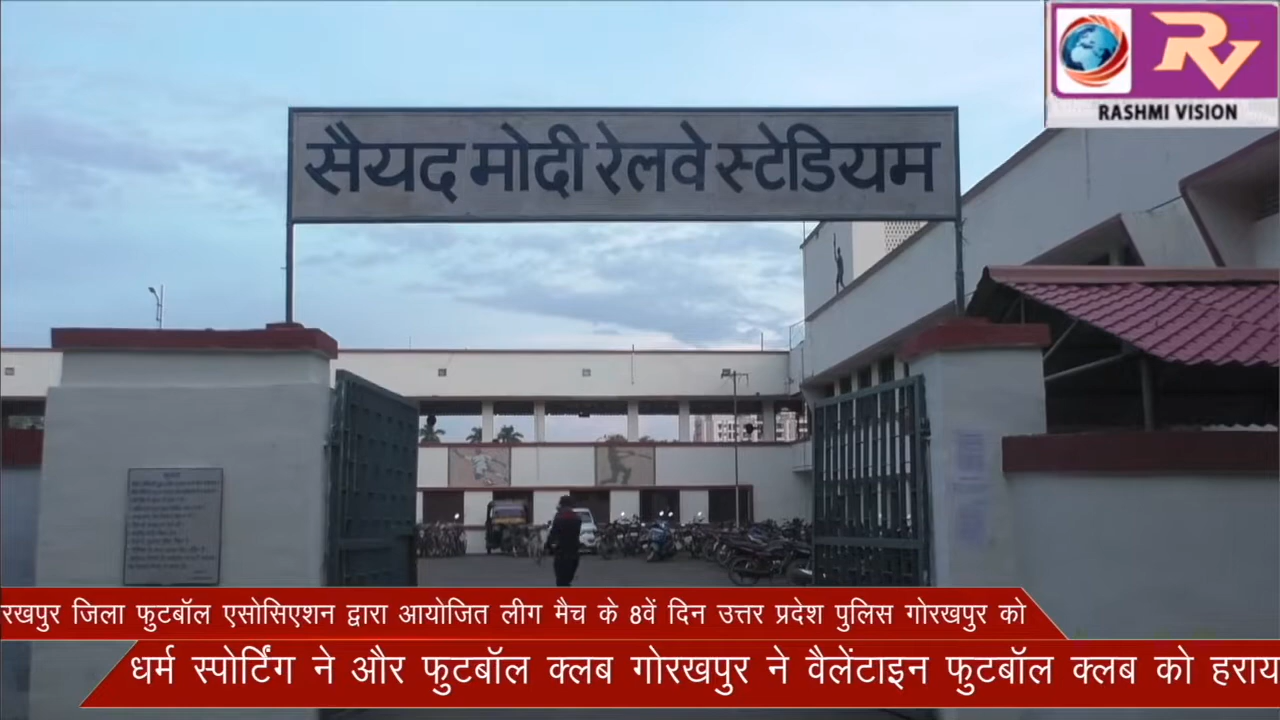 RV
RASHMI VISION
सैयद मोदी रेलवे स्टेडियम
रखपुर जिला फुटबॉल एसोसिएशन द्वारा आयोजित लीग मैच के 8वें दिन उत्तर प्रदेश पुलिस गोरखपुर को
धर्म स्पोर्टिंग ने और फुटबॉल क्लब गोरखपुर ने वैलेंटाइन फुटबॉल क्लब को हराय